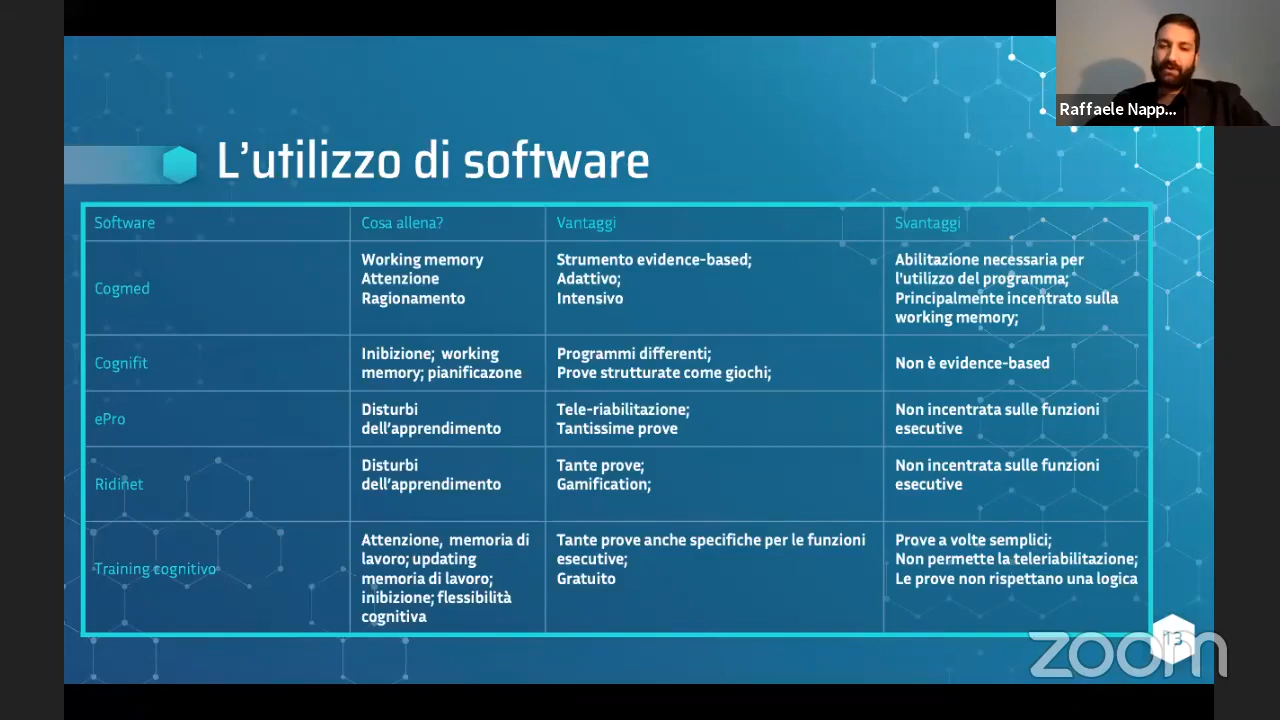 Raffaele Napp...
L'utilizzo di software
Software
Cosa allena?
Vantaggi
Svantaggi
Cogmed
Working memory
Attenzione
Ragionamento
Strumento evidence-based;
Adattivo;
Intensivo
Abilitazione necessaria per
l'utilizzo del programma;
Principalmente incentrato sulla
working memory;
Cognifit
Inibizione; working
memory; pianificazone
Programmi differenti;
Prove strutturate come giochi;
Non è evidence-based
ePro
Disturbi
dell'apprendimento
Tele-riabilitazione;
Tantissime prove
Non incentrata sulle funzioni
esecutive
Ridinet
Disturbi
dell'apprendimento
Tante prove;
Gamification;
Non incentrata sulle funzioni
esecutive
Training cognitivo
Attenzione, memoria di
lavoro; updating
memoria di lavoro;
inibizione; flessibilità
cognitiva
Tante prove anche specifiche per le funzioni
esecutive;
Gratuito
Prove a volte semplici;
Non permette la teleriabilitazione;
Le prove non rispettano una logica
13
zoom